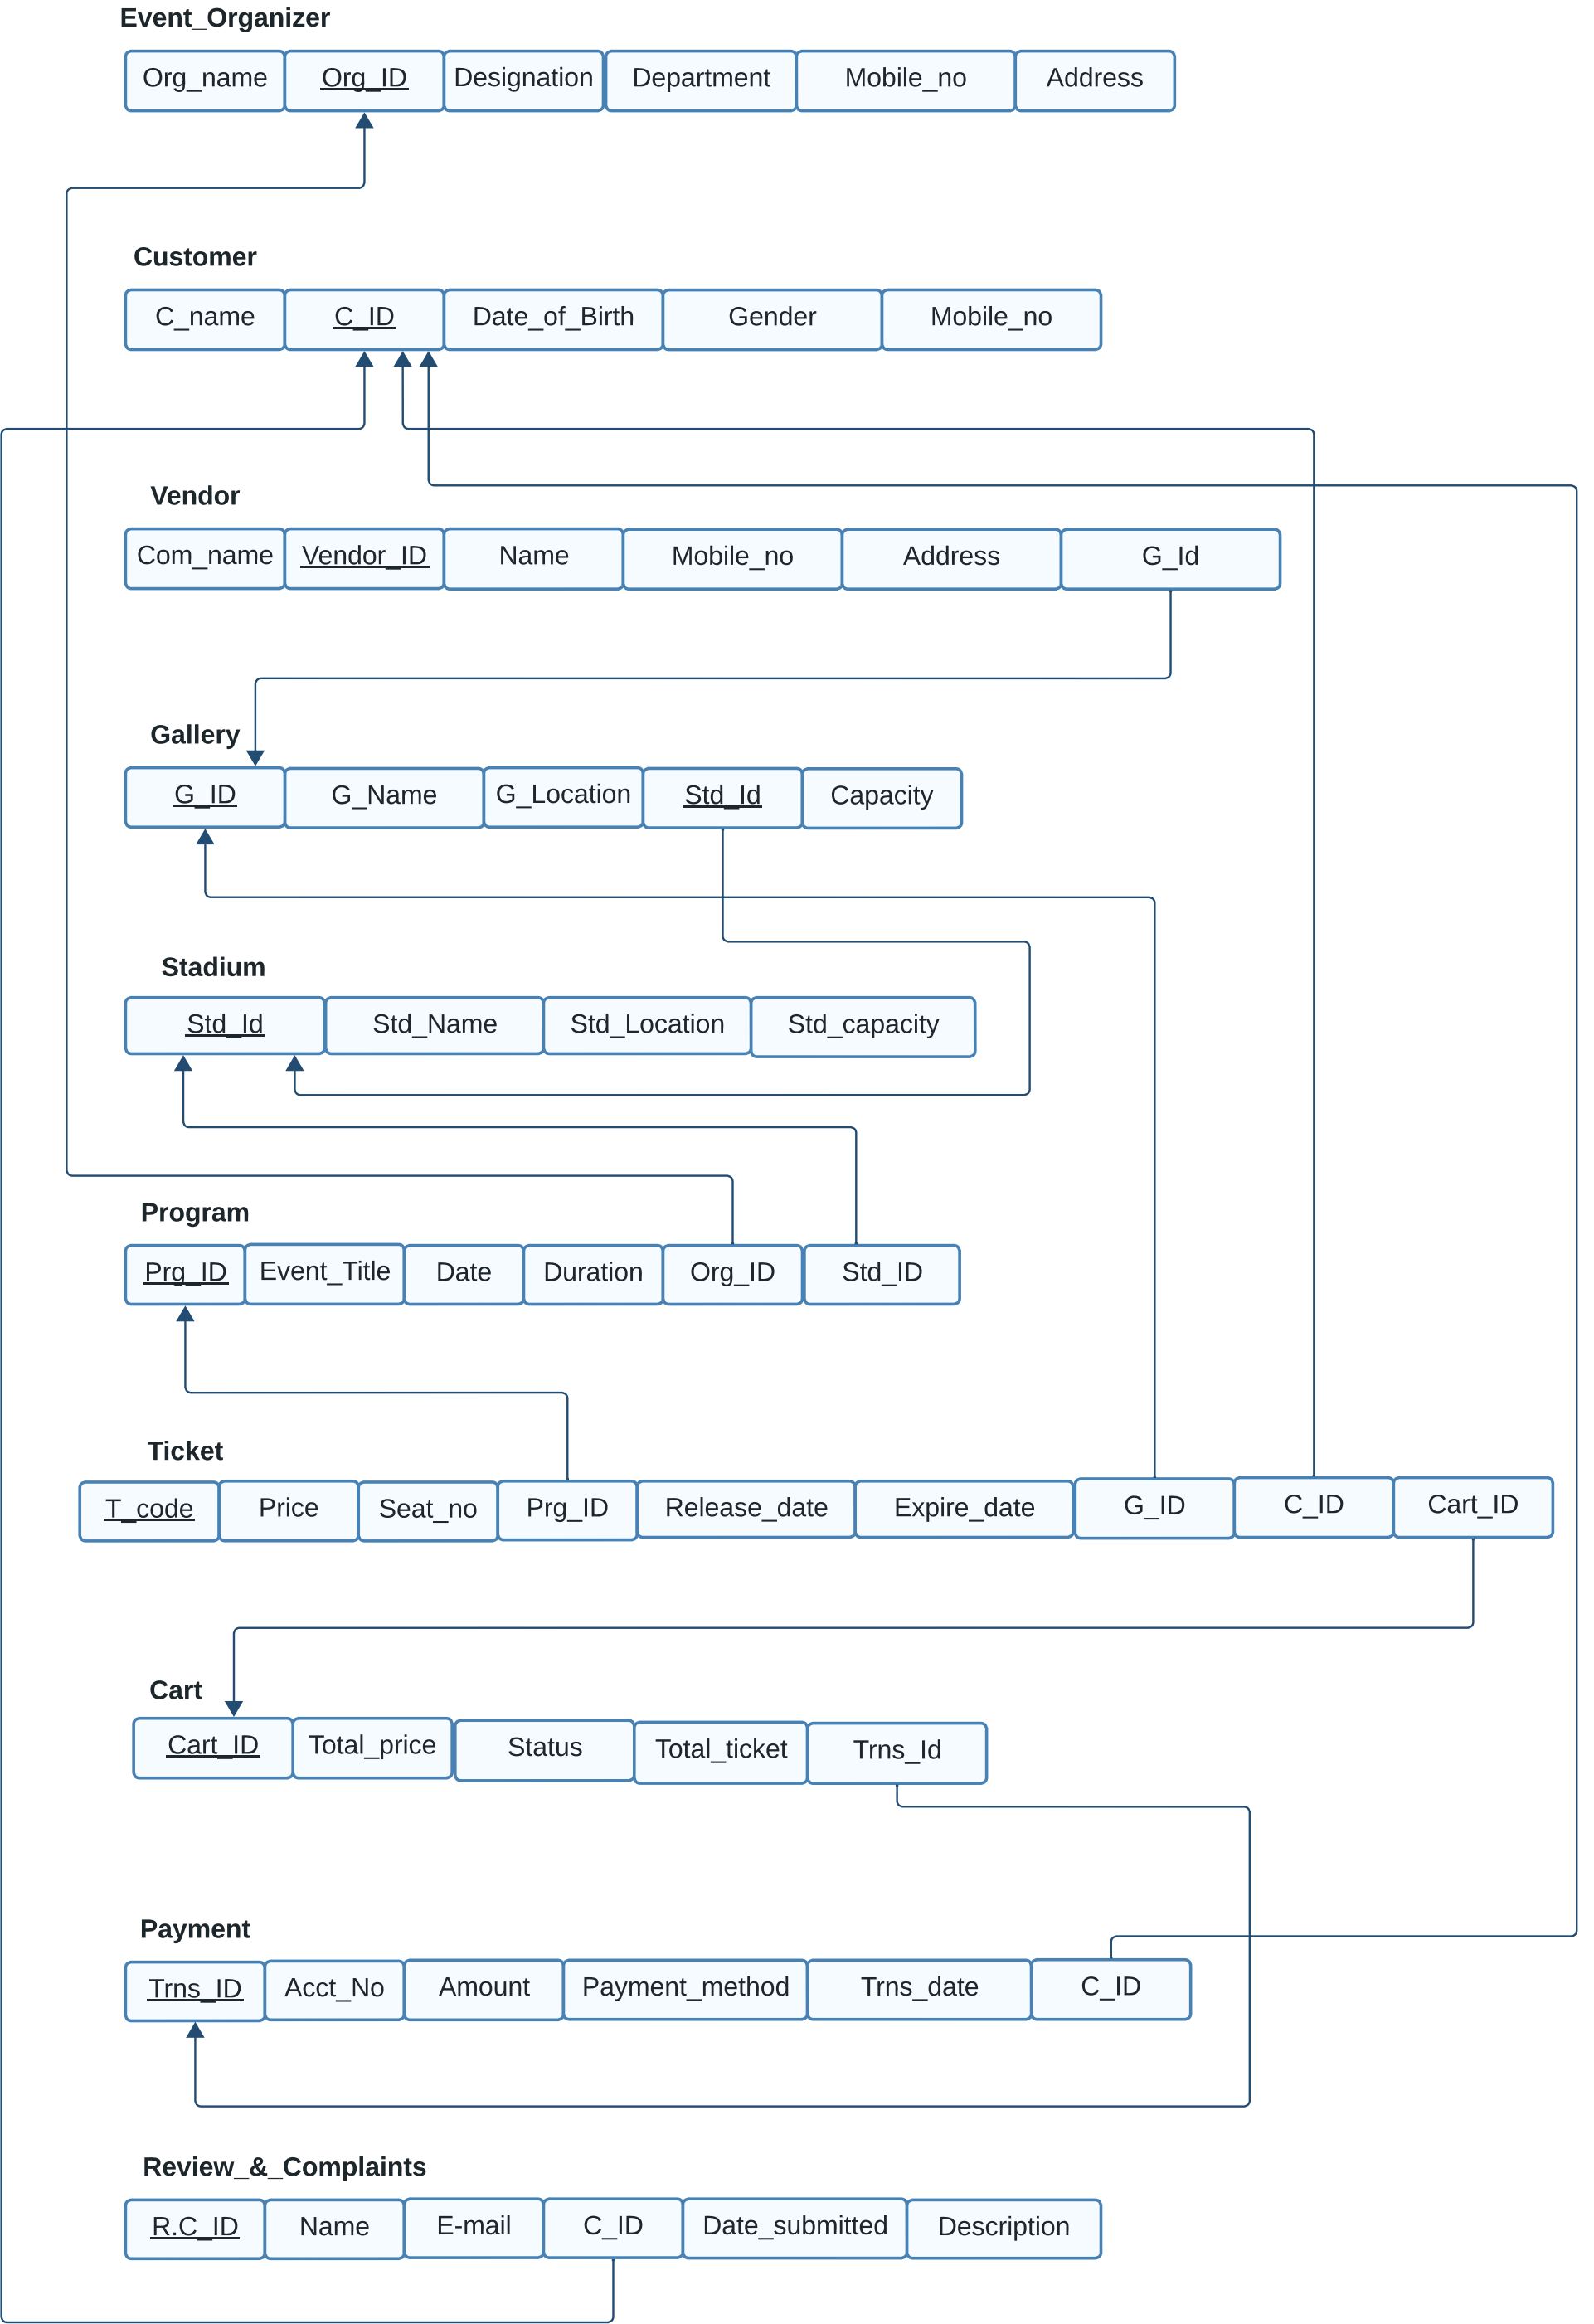 Event_Organizer
Org_name Org_ID Designation Department Mobile_no Address
Customer
C_name C_ID Date_of_Birth Gender Mobile_no
Vendor
Com_name Vendor_ID Name Mobile_no Address G_Id
Gallery
G_ID G_Name G_Location Std_Id Capacity
Stadium
Std_Id Std_Name Std_Location Std_capacity
Program
Prg_ID Event_Title Date Duration Org_ID Std_ID
Ticket
T_code Price Seat_no Prg_ID Release_date Expire_date G_ID C_ID Cart_ID
Cart
Cart_ID Total_price Status Total_ticket Trns_Id
Payment
Trns_ID Acct_No Amount Payment_method Trns_date C_ID
Review_&_Complaints
R.C_ID Name E-mail C_ID Date_submitted Description